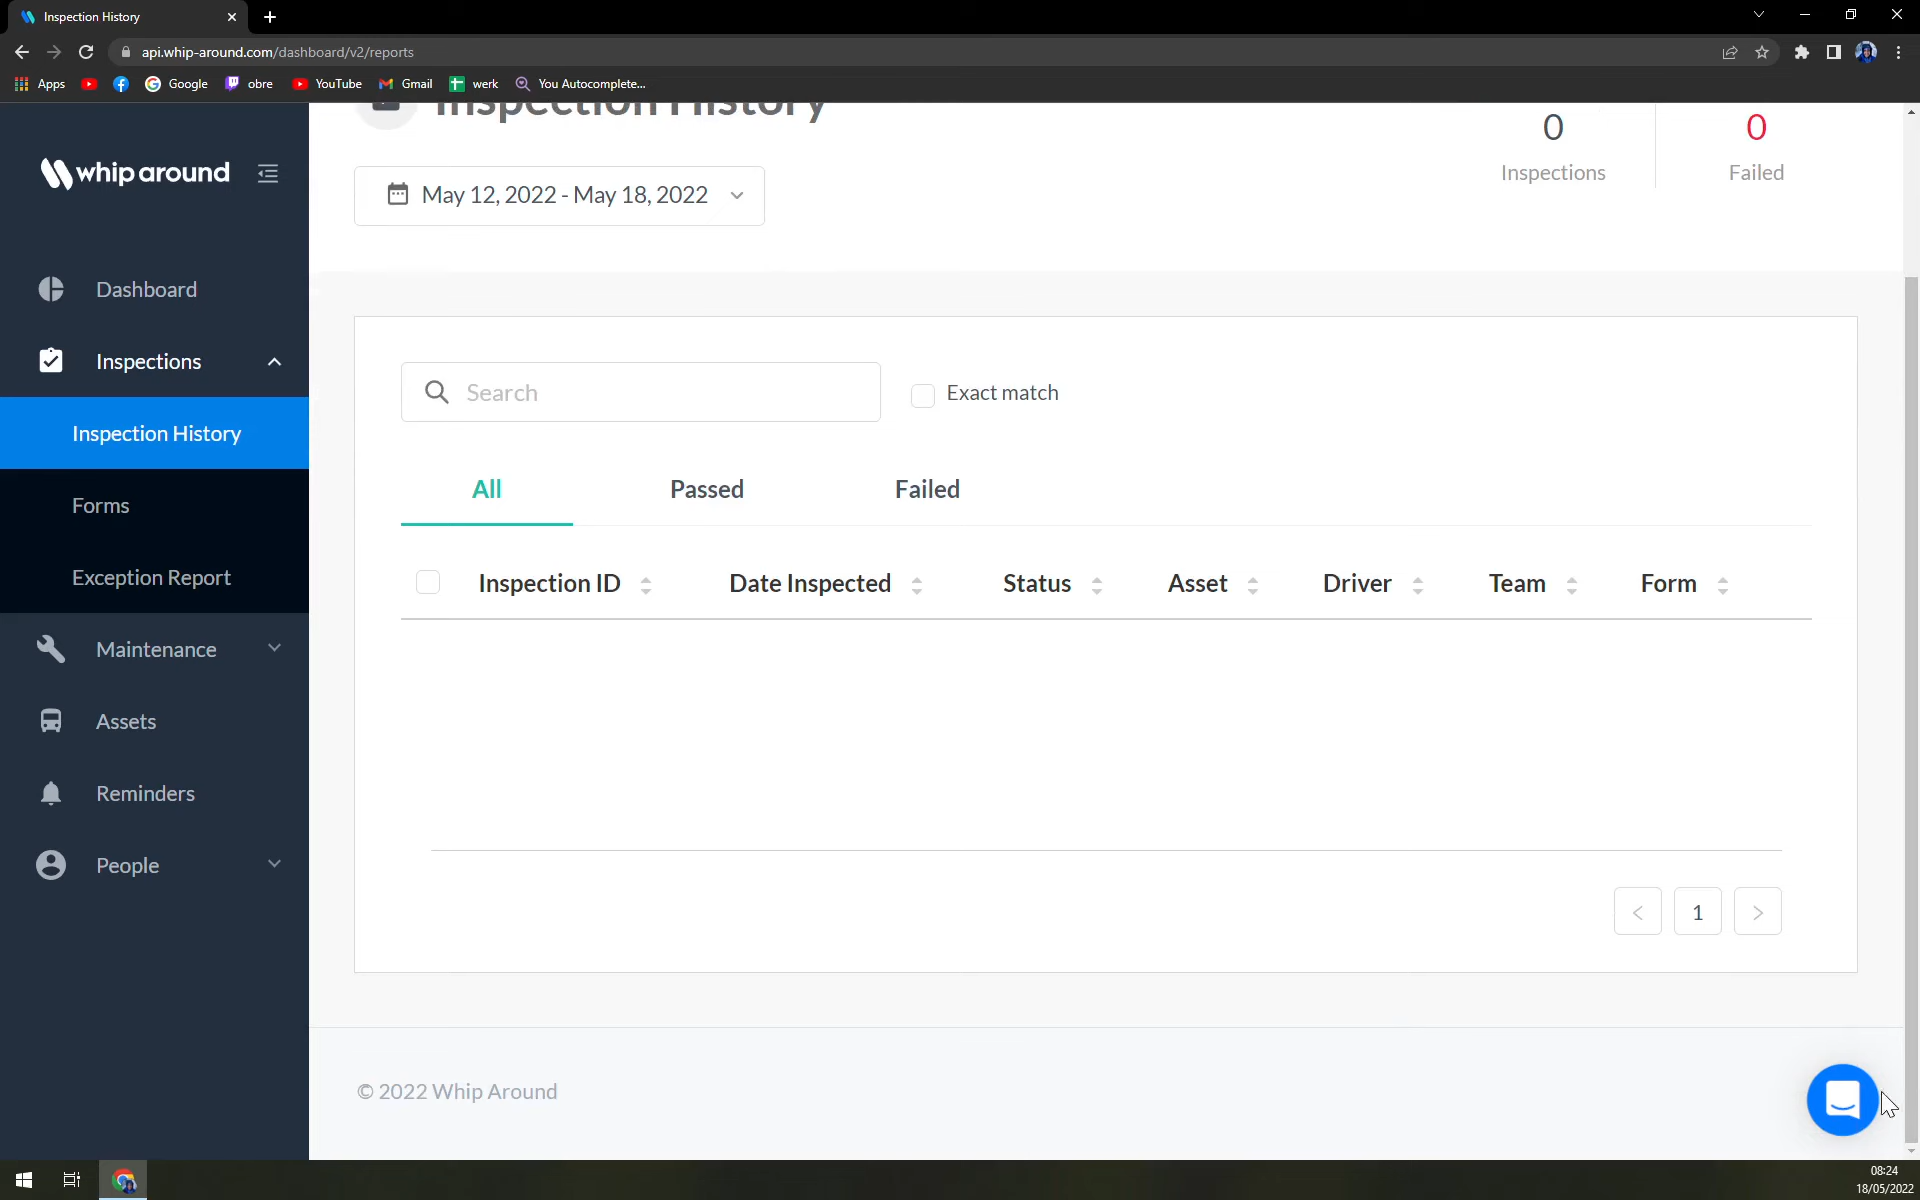 Inspection History
api.whip-around.com/dashboard/v2/reports
Apps
Google
obre
YouTube
Gmail
werk
You Autocomplete...
whip around
Dashboard
Inspections
Inspection History
Forms
Exception Report
Maintenance
Assets
Reminders
People
Inspection History
May 12, 2022 - May 18, 2022
0
Inspections
0
Failed
Search
Exact match
All Passed Failed
Inspection ID Date Inspected Status Asset Driver Team Form
< 1 >
© 2022 Whip Around
08:24
18/05/2022